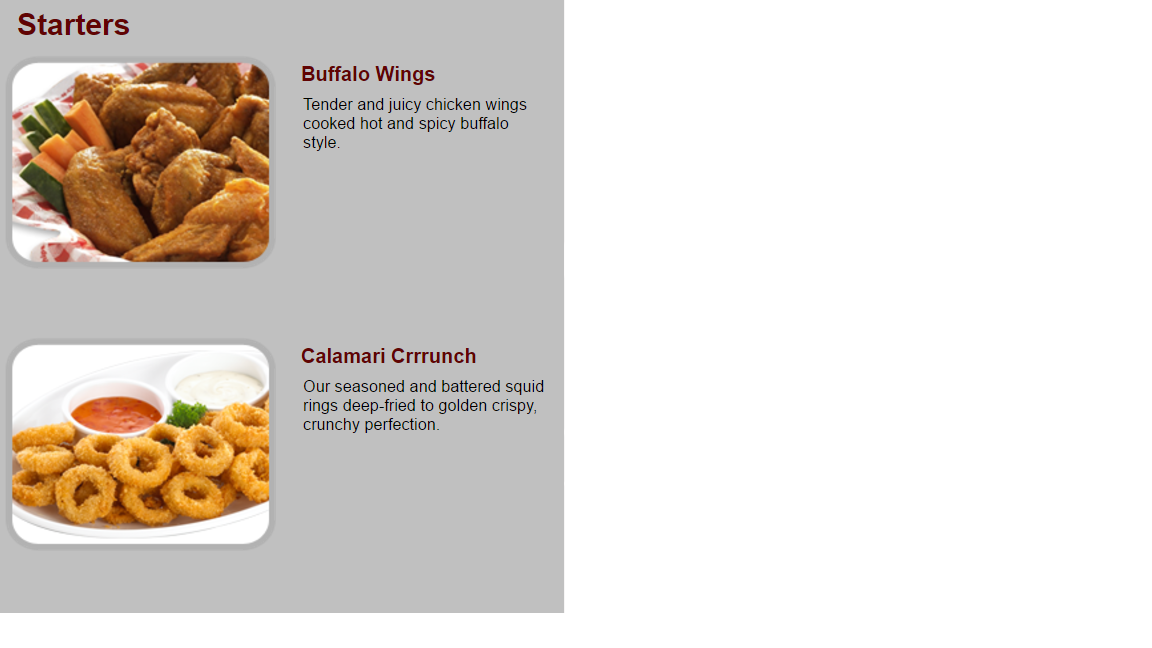 Starters
Buffalo Wings
Tender and juicy chicken wings
cooked hot and spicy buffalo
style.
Calamari Crrrunch
Our seasoned and battered squid
rings deep-fried to golden crispy,
crunchy perfection.